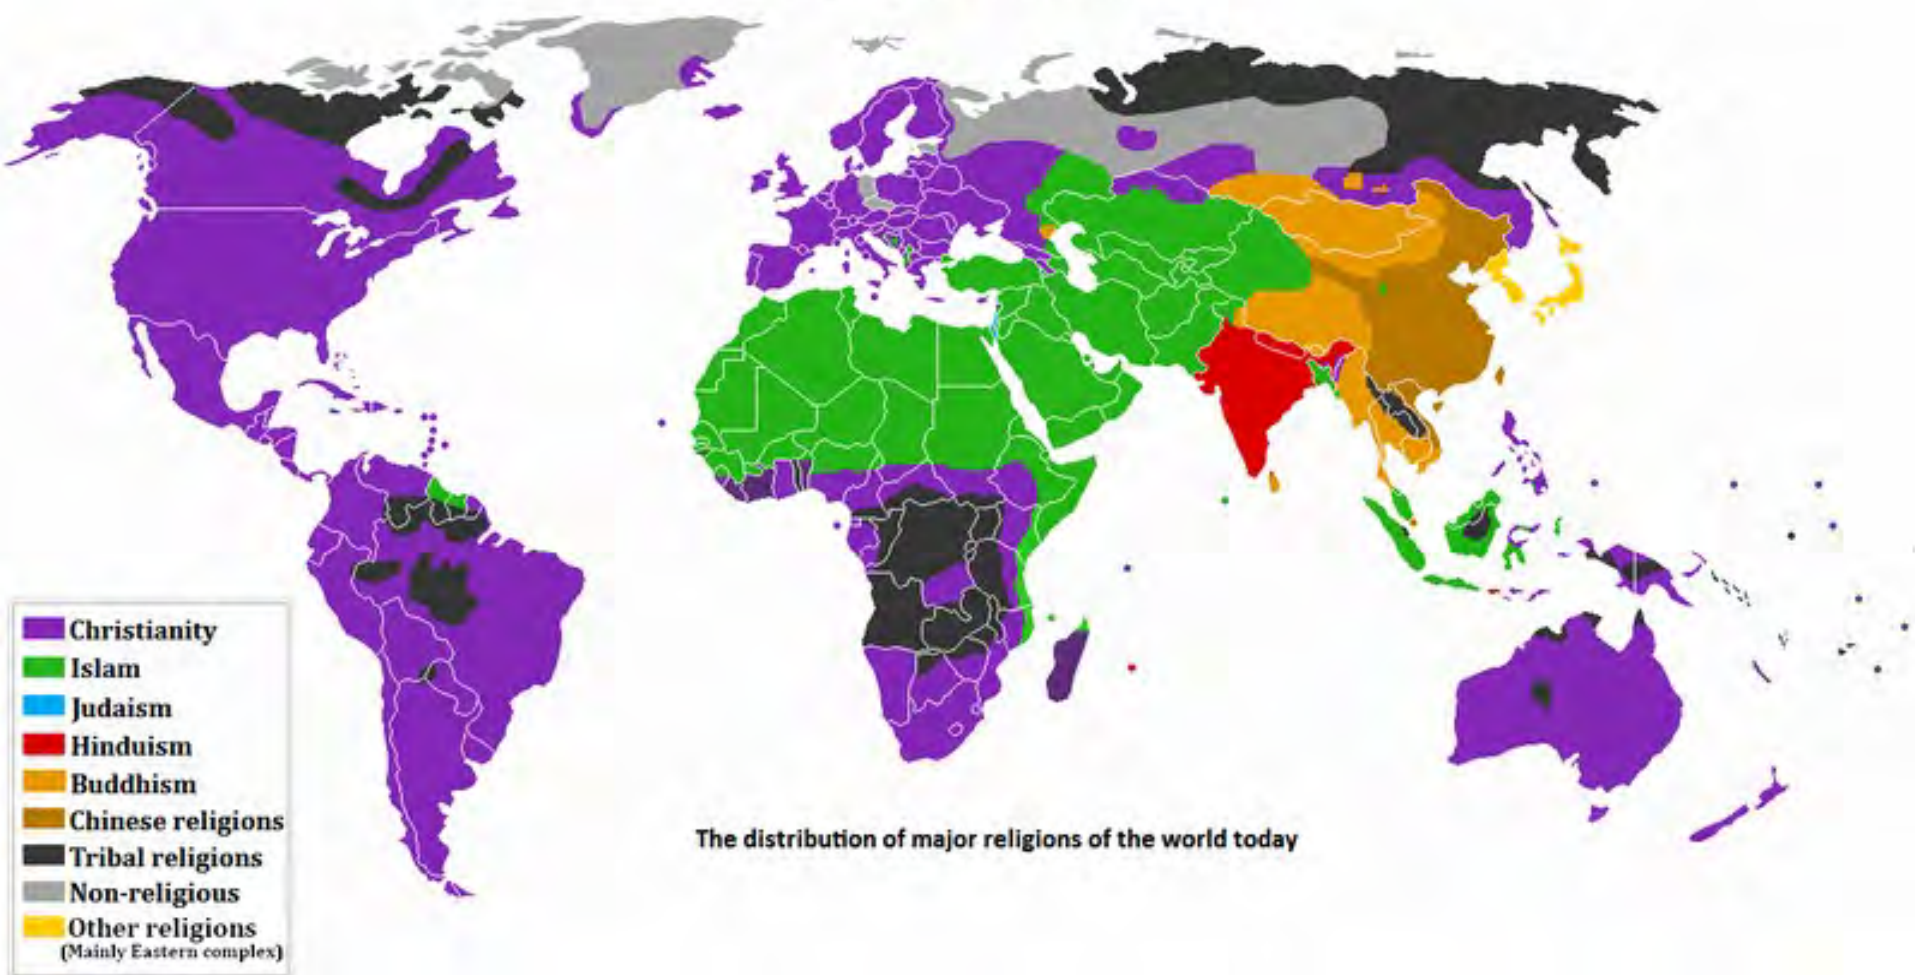 Christianity
Islam
Judaism
Hinduism
Buddhism
Chinese religions
Tribal religions
Non-religious
Other religions
(Mainly Eastern complex)
The distribution of major religions of the world today